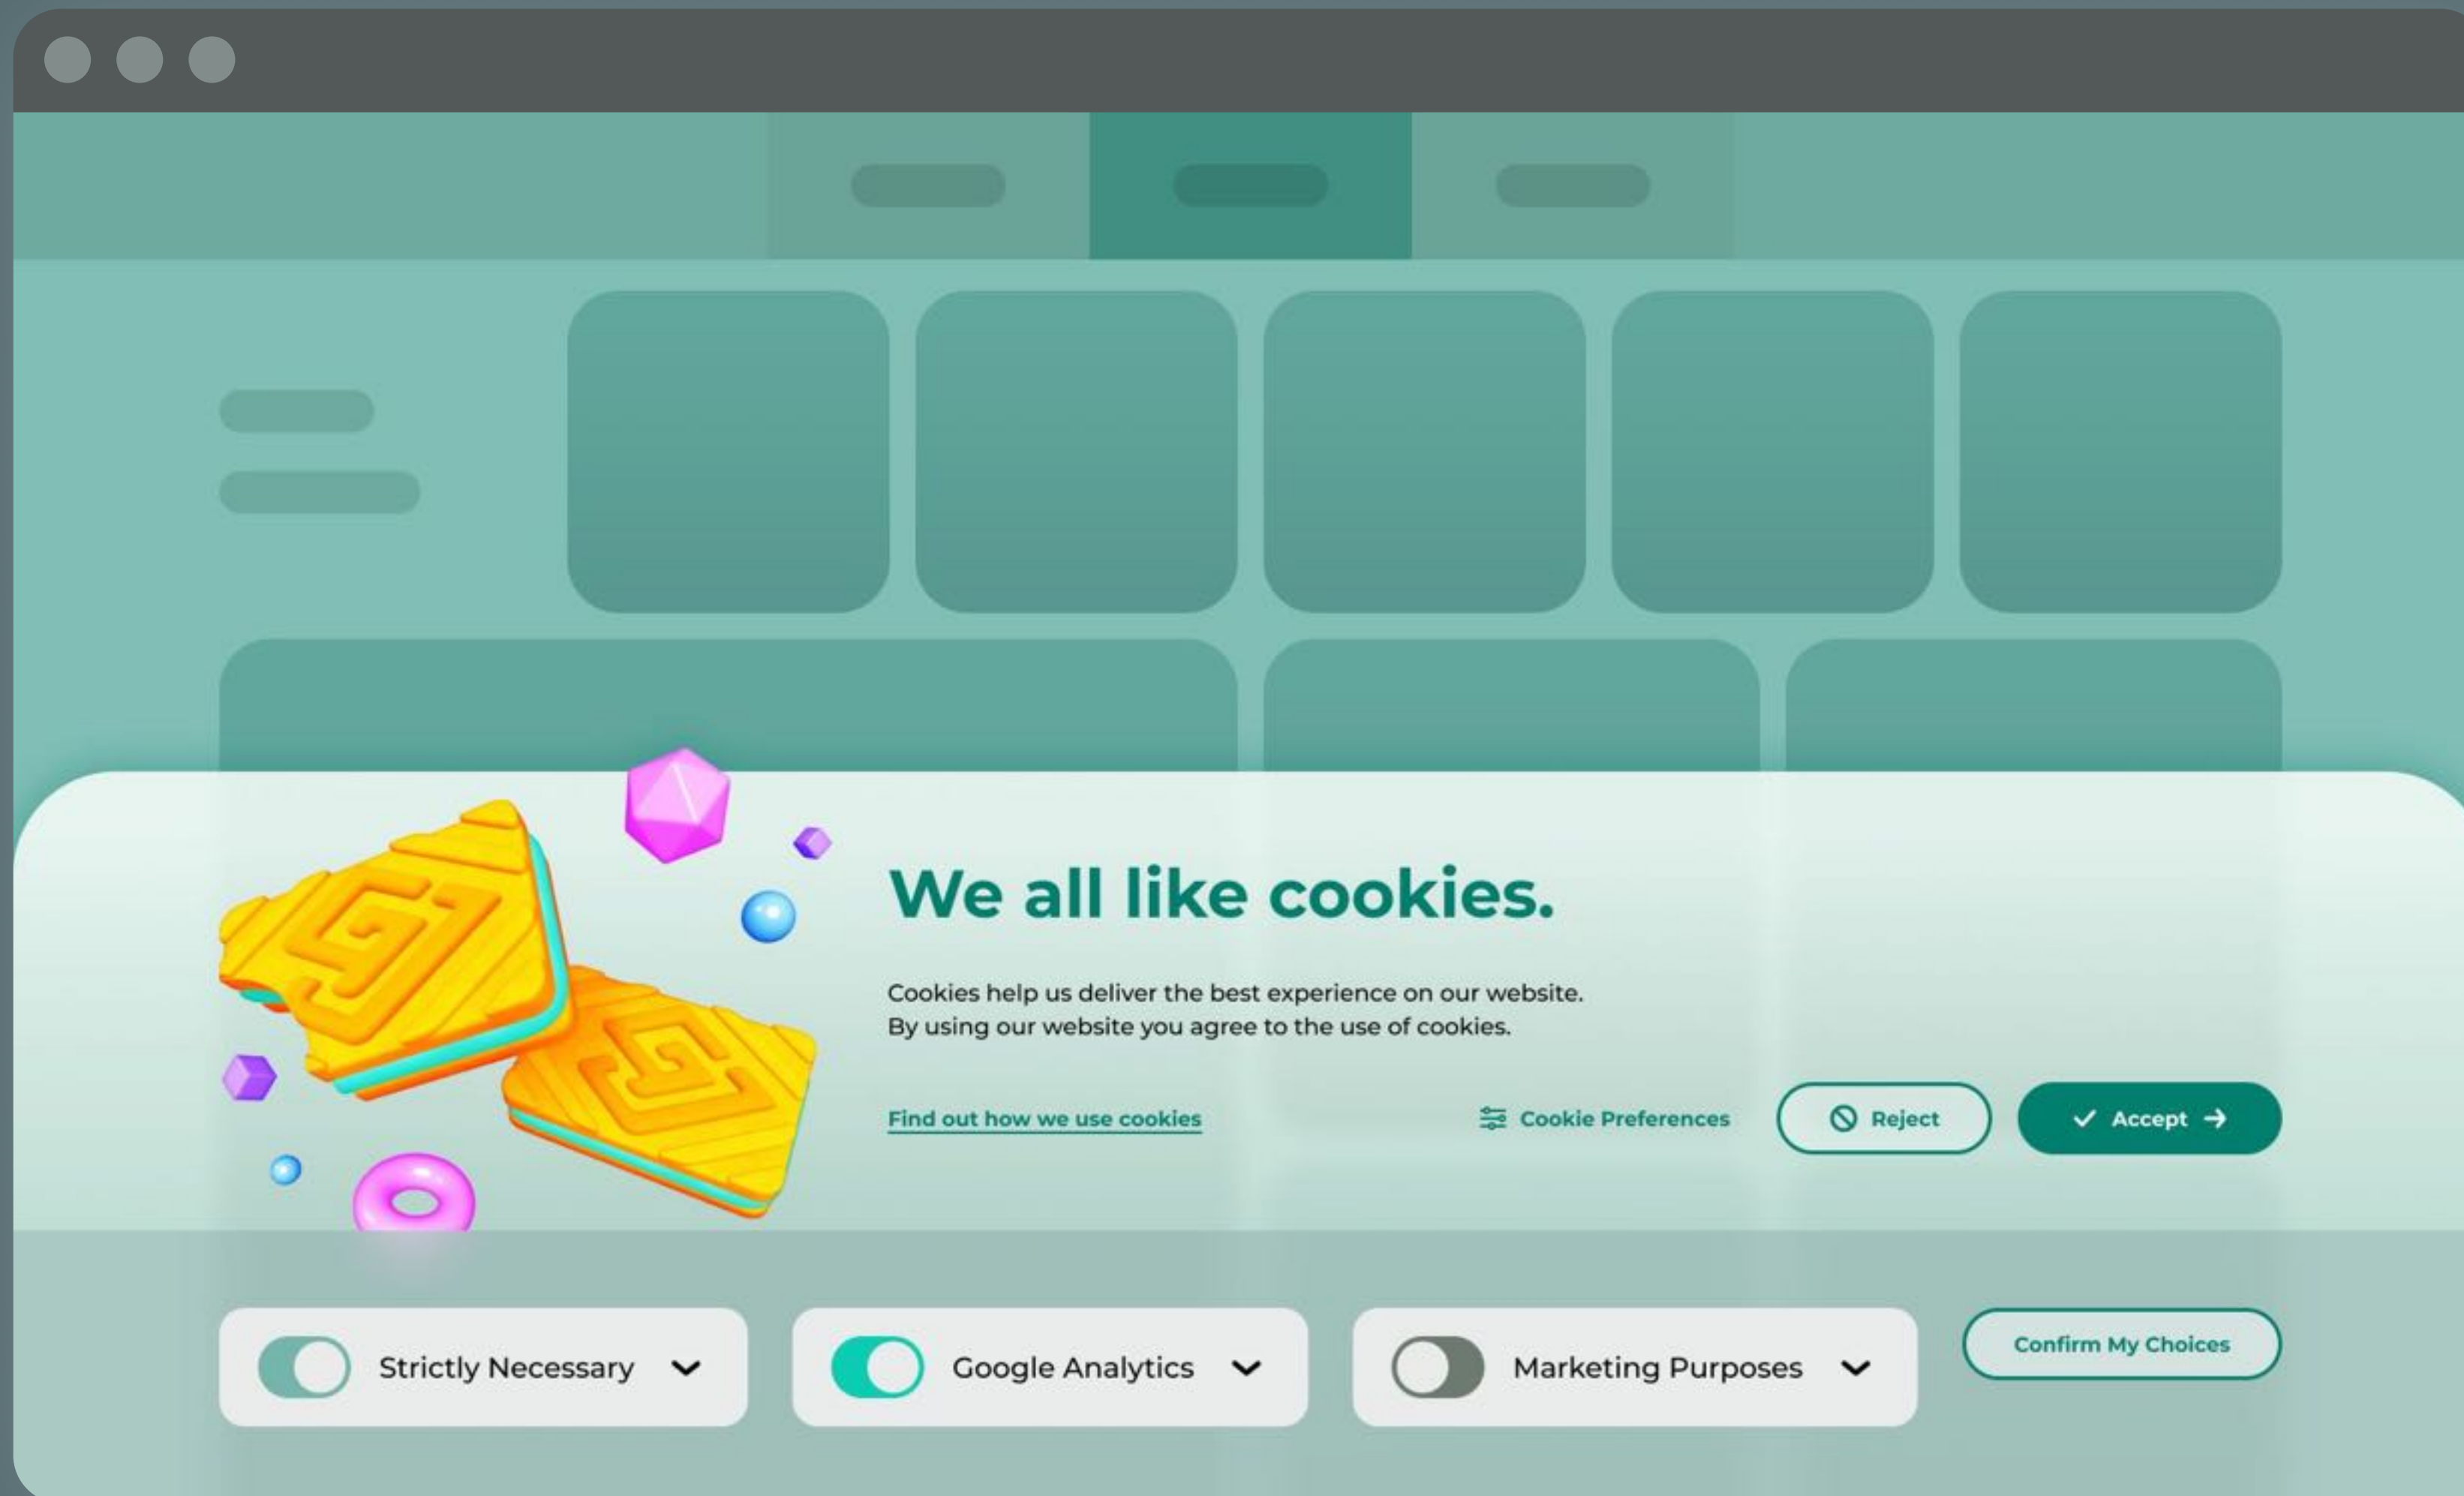 We all like cookies.
Cookies help us deliver the best experience on our website.
By using our website you agree to the use of cookies.
Find out how we use cookies
Cookie Preferences
Reject
Accept
Strictly Necessary
Google Analytics
Marketing Purposes
Confirm My Choices